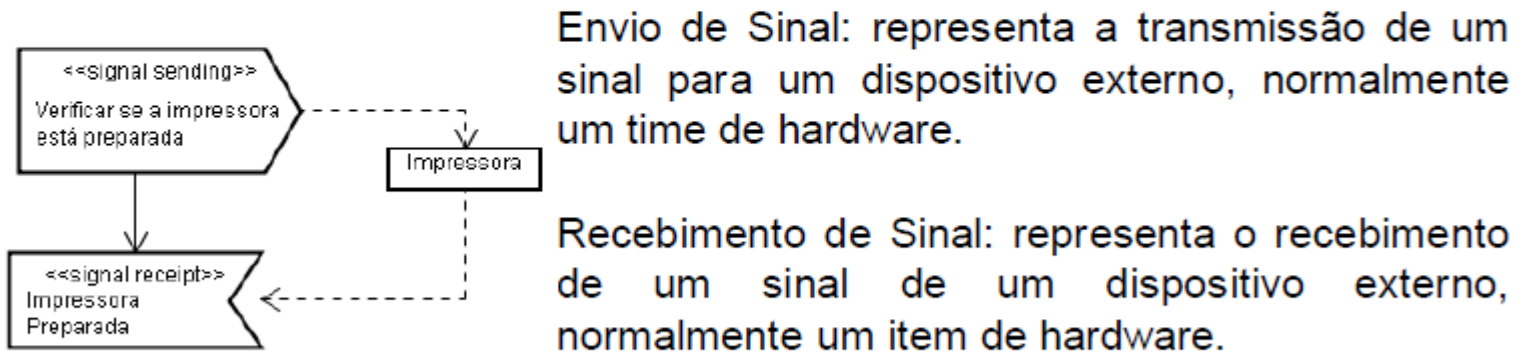 <<signal sending>>
Verificar se a impressora
está preparada
Impressora
<<signal receipt>>
Impressora
Preparada
Envio de Sinal: representa a transmissão de um
sinal para um dispositivo externo, normalmente
um time de hardware.
Recebimento de Sinal: representa o recebimento
de um sinal de um dispositivo externo,
normalmente um item de hardware.